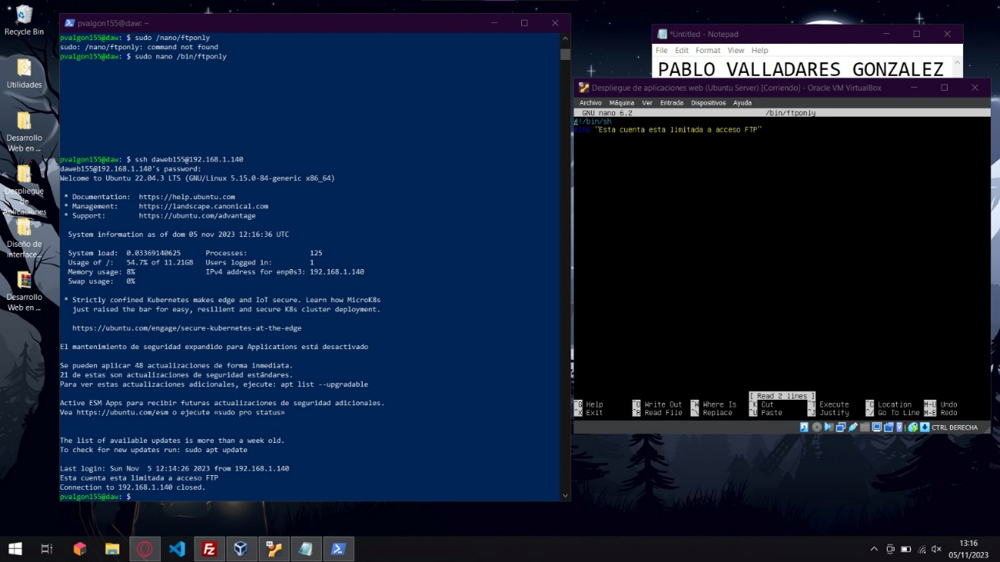 Recycle Bin
Utilidades
Desarrollo
Web en ...
Despliegue
de
Aplicaciones
Diseño de
interface...
Desarrollo
Web en ...
pvalgon155@daw: ~
pvalgon155@daw: $ sudo /nano/ftponly
sudo: /nano/ftponly: command not found
pvalgon155@daw: $ sudo nano /bin/ftponly
pvalgon155@daw: $ ssh daweb155@192.168.1.140
daweb155@192.168.1.140's password:
Welcome to Ubuntu 22.04.3 LTS (GNU/Linux 5.15.0-84-generic x86_64)
* Documentation: https://help.ubuntu.com
* Management: https://landscape.canonical.com
* Support: https://ubuntu.com/advantage
System information as of dom 05 nov 2023 12:16:36 UTC
System load: 0.03369140625 Processes: 125
Usage of /: 54.7% of 11.21GB Users logged in: 1
Memory usage: 8% IPv4 address for enp0s3: 192.168.1.140
Swap usage: 0%
* Strictly confined Kubernetes makes edge and IoT secure. Learn how MicroK8s
just raised the bar for easy, resilient and secure K8s cluster deployment.
https://ubuntu.com/engage/secure-kubernetes-at-the-edge
El mantenimiento de seguridad expandido para Applications está desactivado
Se pueden aplicar 48 actualizaciones de forma inmediata.
21 de estas son actualizaciones de seguridad estándares.
Para ver estas actualizaciones adicionales, ejecute: apt list --upgradable
Active ESM Apps para recibir futuras actualizaciones de seguridad adicionales.
Vea https://ubuntu.com/esm o ejecute «sudo pro status»
The list of available updates is more than a week old.
To check for new updates run: sudo apt update
Last login: Sun Nov 5 12:14:26 2023 from 192.168.1.140
Esta cuenta esta limitada a acceso FTP
Connection to 192.168.1.140 closed.
pvalgon155@daw: $
*Untitled - Notepad
File Edit Format View Help
PABLO VALLADARES GONZALEZ
Despliegue de aplicaciones web (Ubuntu Server) [Corriendo] - Oracle VM VirtualBox
Archivo Máquina Ver Entrada Dispositivos Ayuda
GNU nano 6.2 /bin/ftponly
#!/bin/sh
echo "Esta cuenta esta limitada a acceso FTP"
[ Read 2 lines ]
^G Help ^O Write Out ^W Where Is ^K Cut ^T Execute ^C Location M-U Undo
^X Exit ^R Read File ^\ Replace ^U Paste ^J Justify ^/ Go To Line M-E Redo
CTRL DERECHA
13:16
05/11/2023